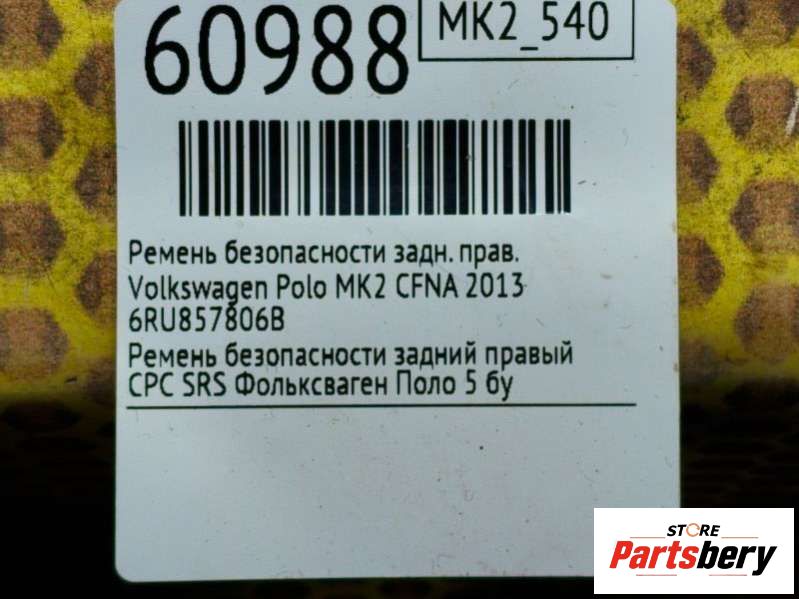 60988
MK2_540
Ремень безопасности задн. прав.
Volkswagen Polo MK2 CFNA 2013
6RU857806B
Ремень безопасности задний правый
СРС SRS Фольксваген Поло 5 бу
STORE
Partsbery